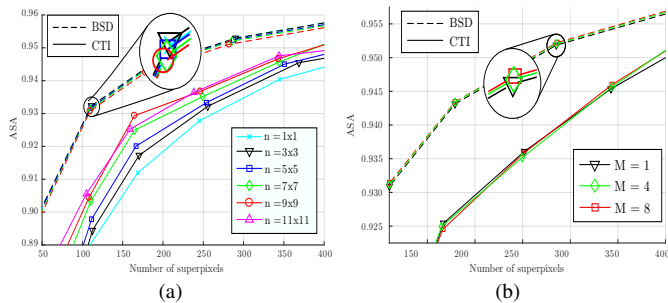 0.96
0.95
0.94
0.93
0.92
0.91
0.90
0.89
ASA
BSD
CTI
n =1x1
n =3x3
n =5x5
n =7x7
n =9x9
n =11x11
50 100 150 200 250 300 350 400
Number of superpixels
(a)
0.955
0.950
0.945
0.940
0.935
0.930
0.925
ASA
BSD
CTI
M = 1
M = 4
M = 8
150 200 250 300 350 400
Number of superpixels
(b)